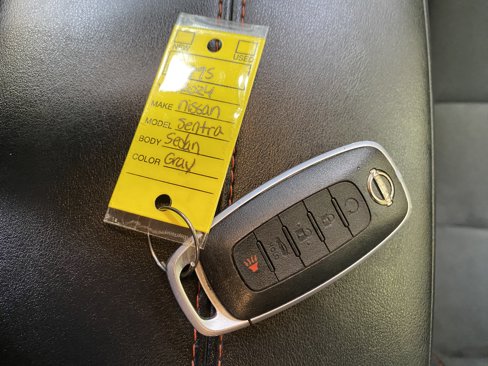 NEW USED
MAKE nissan
MODEL Sentra
BODY Sedan
COLOR Gray